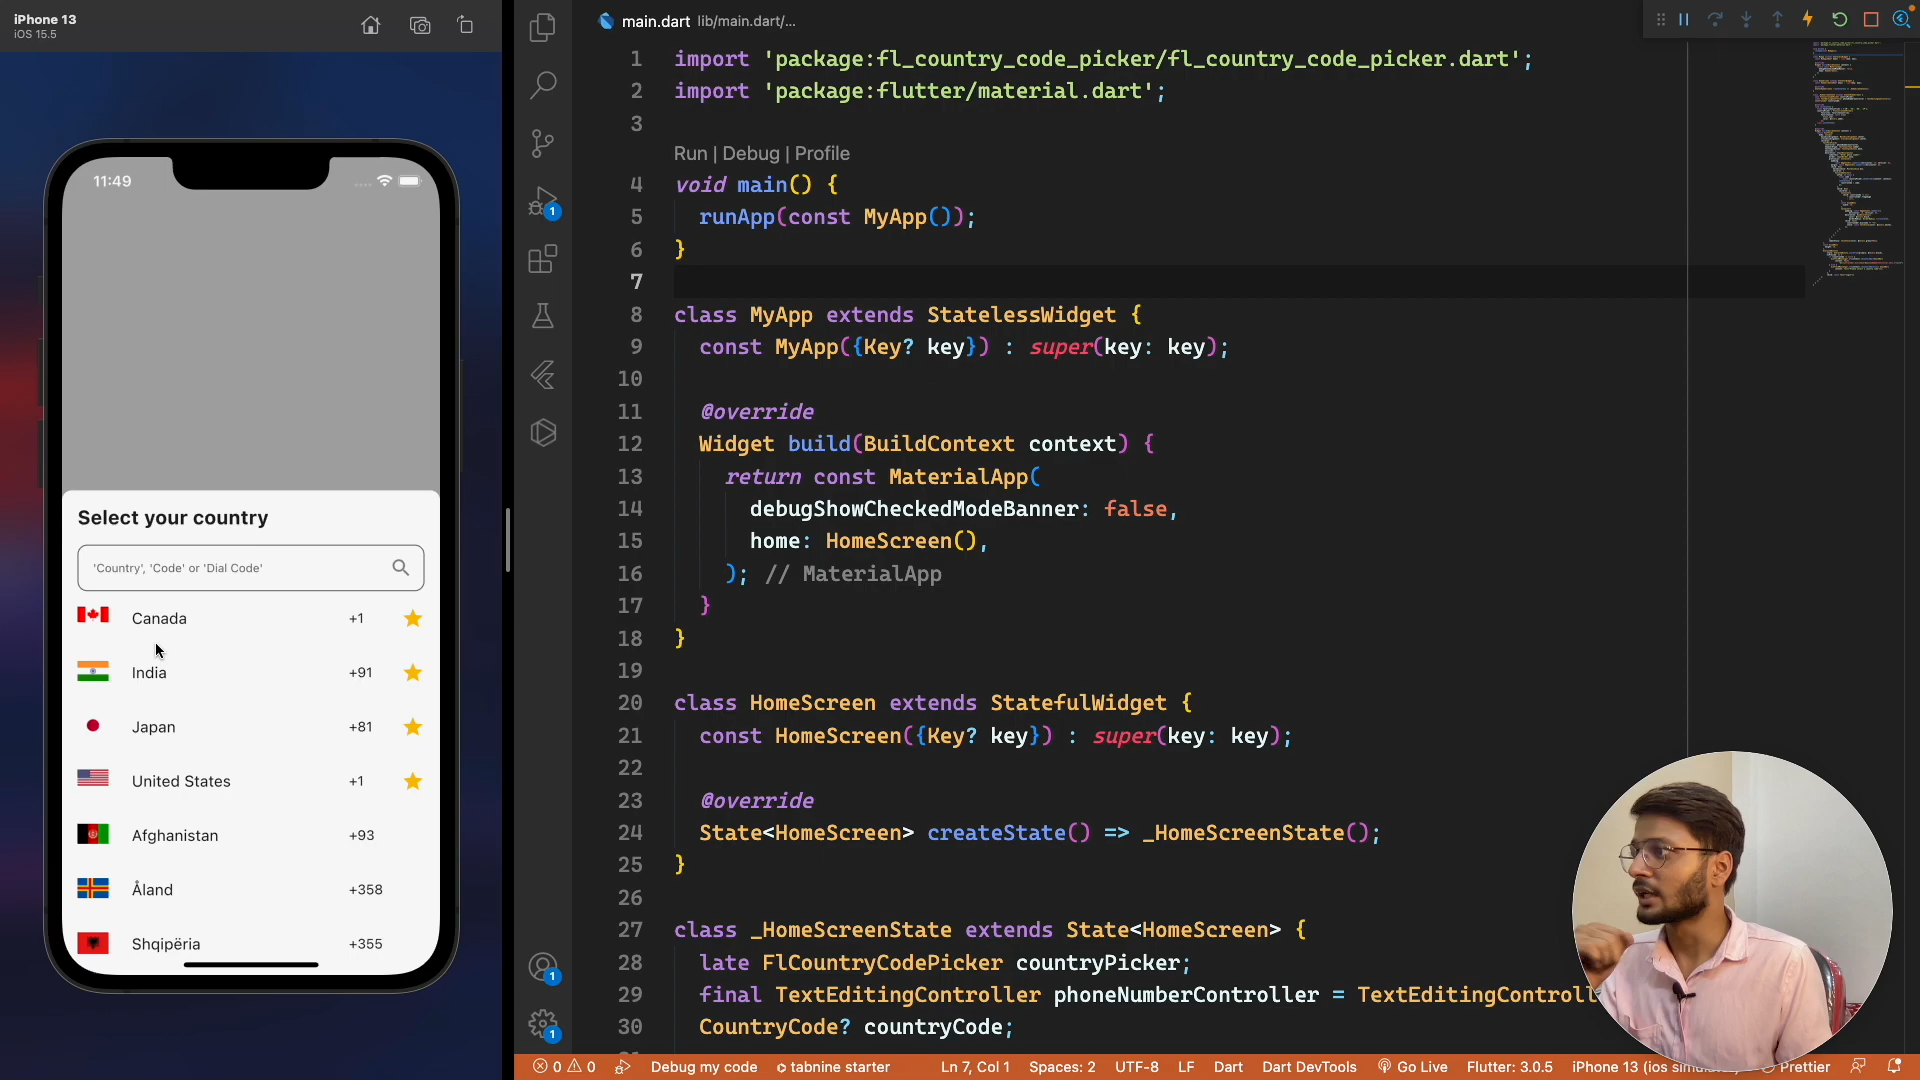 iPhone 13
iOS 15.5
11:49
Select your country
'Country', 'Code' or 'Dial Code'
Canada +1
India +91
Japan +81
United States +1
Afghanistan +93
Åland +358
Shqipëria +355
main.dart lib/main.dart/...
1 import 'package:fl_country_code_picker/fl_country_code_picker.dart';
2 import 'package:flutter/material.dart';
3
Run | Debug | Profile
4 void main() {
5 runApp(const MyApp());
6 }
7
8 class MyApp extends StatelessWidget {
9 const MyApp({Key? key}) : super(key: key);
10
11 @override
12 Widget build(BuildContext context) {
13 return const MaterialApp(
14 debugShowCheckedModeBanner: false,
15 home: HomeScreen(),
16 ); // MaterialApp
17 }
18 }
19
20 class HomeScreen extends StatefulWidget {
21 const HomeScreen({Key? key}) : super(key: key);
22
23 @override
24 State<HomeScreen> createState() => _HomeScreenState();
25 }
26
27 class _HomeScreenState extends State<HomeScreen> {
28 late FlCountryCodePicker countryPicker;
29 final TextEditingController phoneNumberController = TextEditingControll
30 CountryCode? countryCode;
1
1
1
0 0 Debug my code tabnine starter Ln 7, Col 1 Spaces: 2 UTF-8 LF Dart Dart DevTools Go Live Flutter: 3.0.5 iPhone 13 (ios Prettier